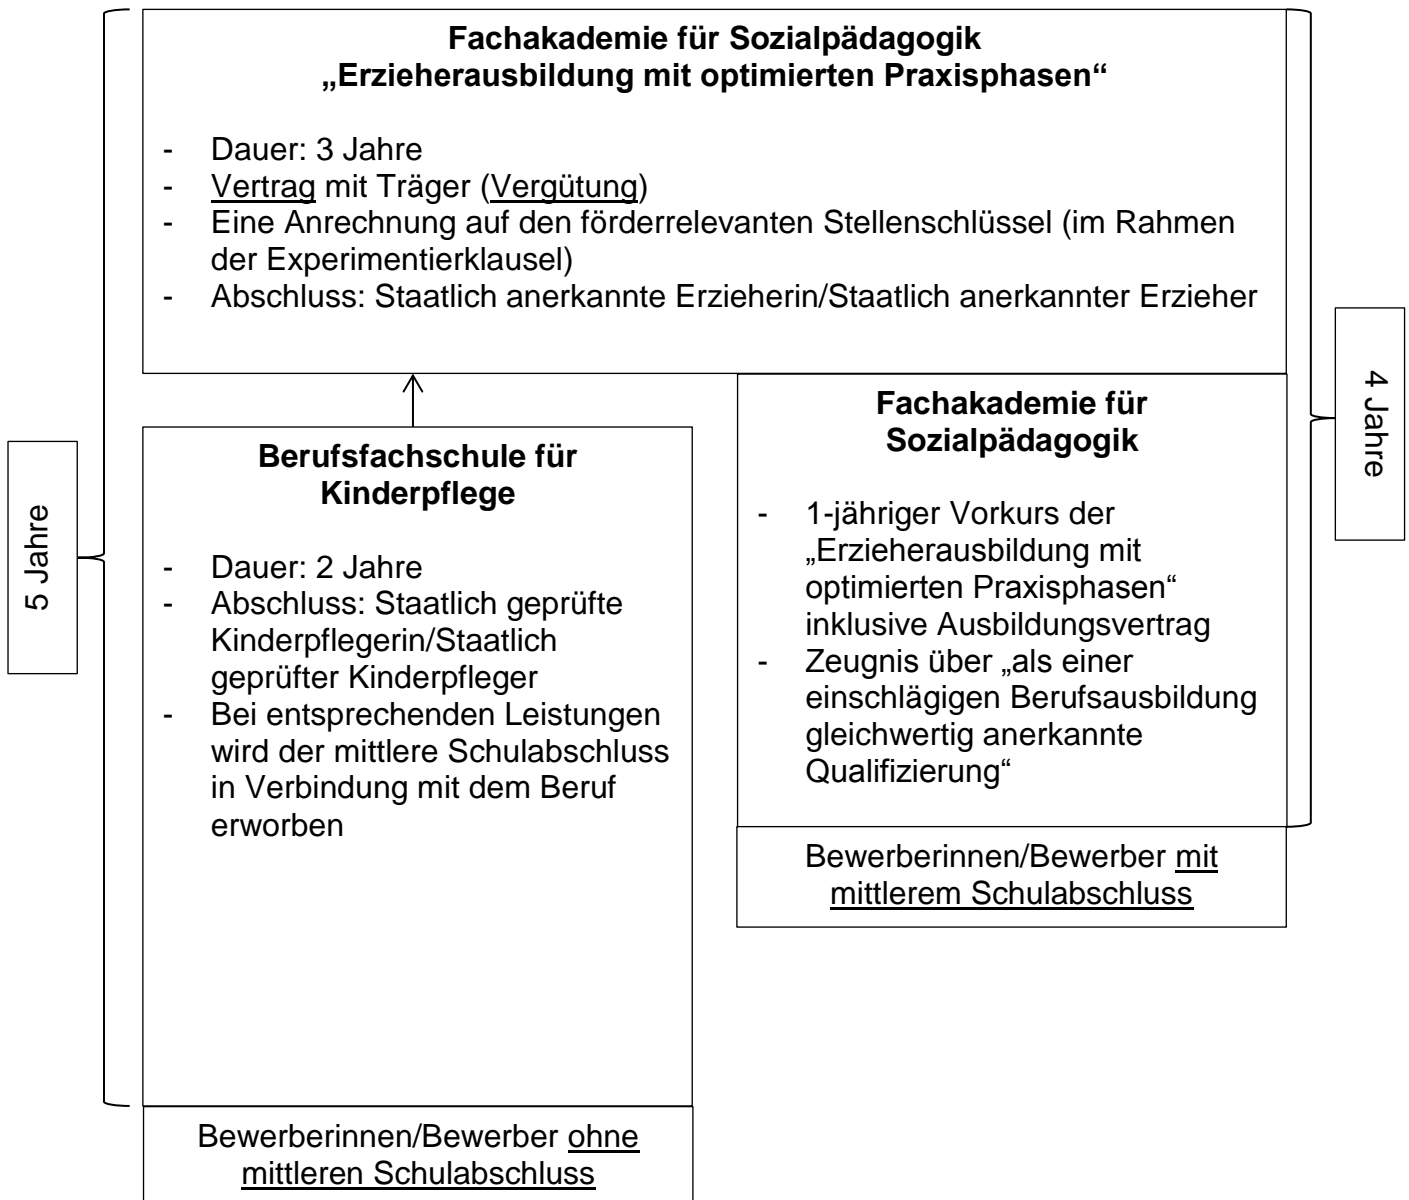 Fachakademie für Sozialpädagogik
„Erzieherausbildung mit optimierten Praxisphasen“
- Dauer: 3 Jahre
- Vertrag mit Träger (Vergütung)
- Eine Anrechnung auf den förderrelevanten Stellenschlüssel (im Rahmen
der Experimentierklausel)
- Abschluss: Staatlich anerkannte Erzieherin/Staatlich anerkannter Erzieher
5 Jahre
Berufsfachschule für
Kinderpflege
- Dauer: 2 Jahre
- Abschluss: Staatlich geprüfte
Kinderpflegerin/Staatlich
geprüfter Kinderpfleger
- Bei entsprechenden Leistungen
wird der mittlere Schulabschluss
in Verbindung mit dem Beruf
erworben
Bewerberinnen/Bewerber ohne
mittleren Schulabschluss
Fachakademie für
Sozialpädagogik
- 1-jähriger Vorkurs der
„Erzieherausbildung mit
optimierten Praxisphasen“
inklusive Ausbildungsvertrag
- Zeugnis über „als einer
einschlägigen Berufsausbildung
gleichwertig anerkannte
Qualifizierung“
Bewerberinnen/Bewerber mit
mittlerem Schulabschluss
4 Jahre